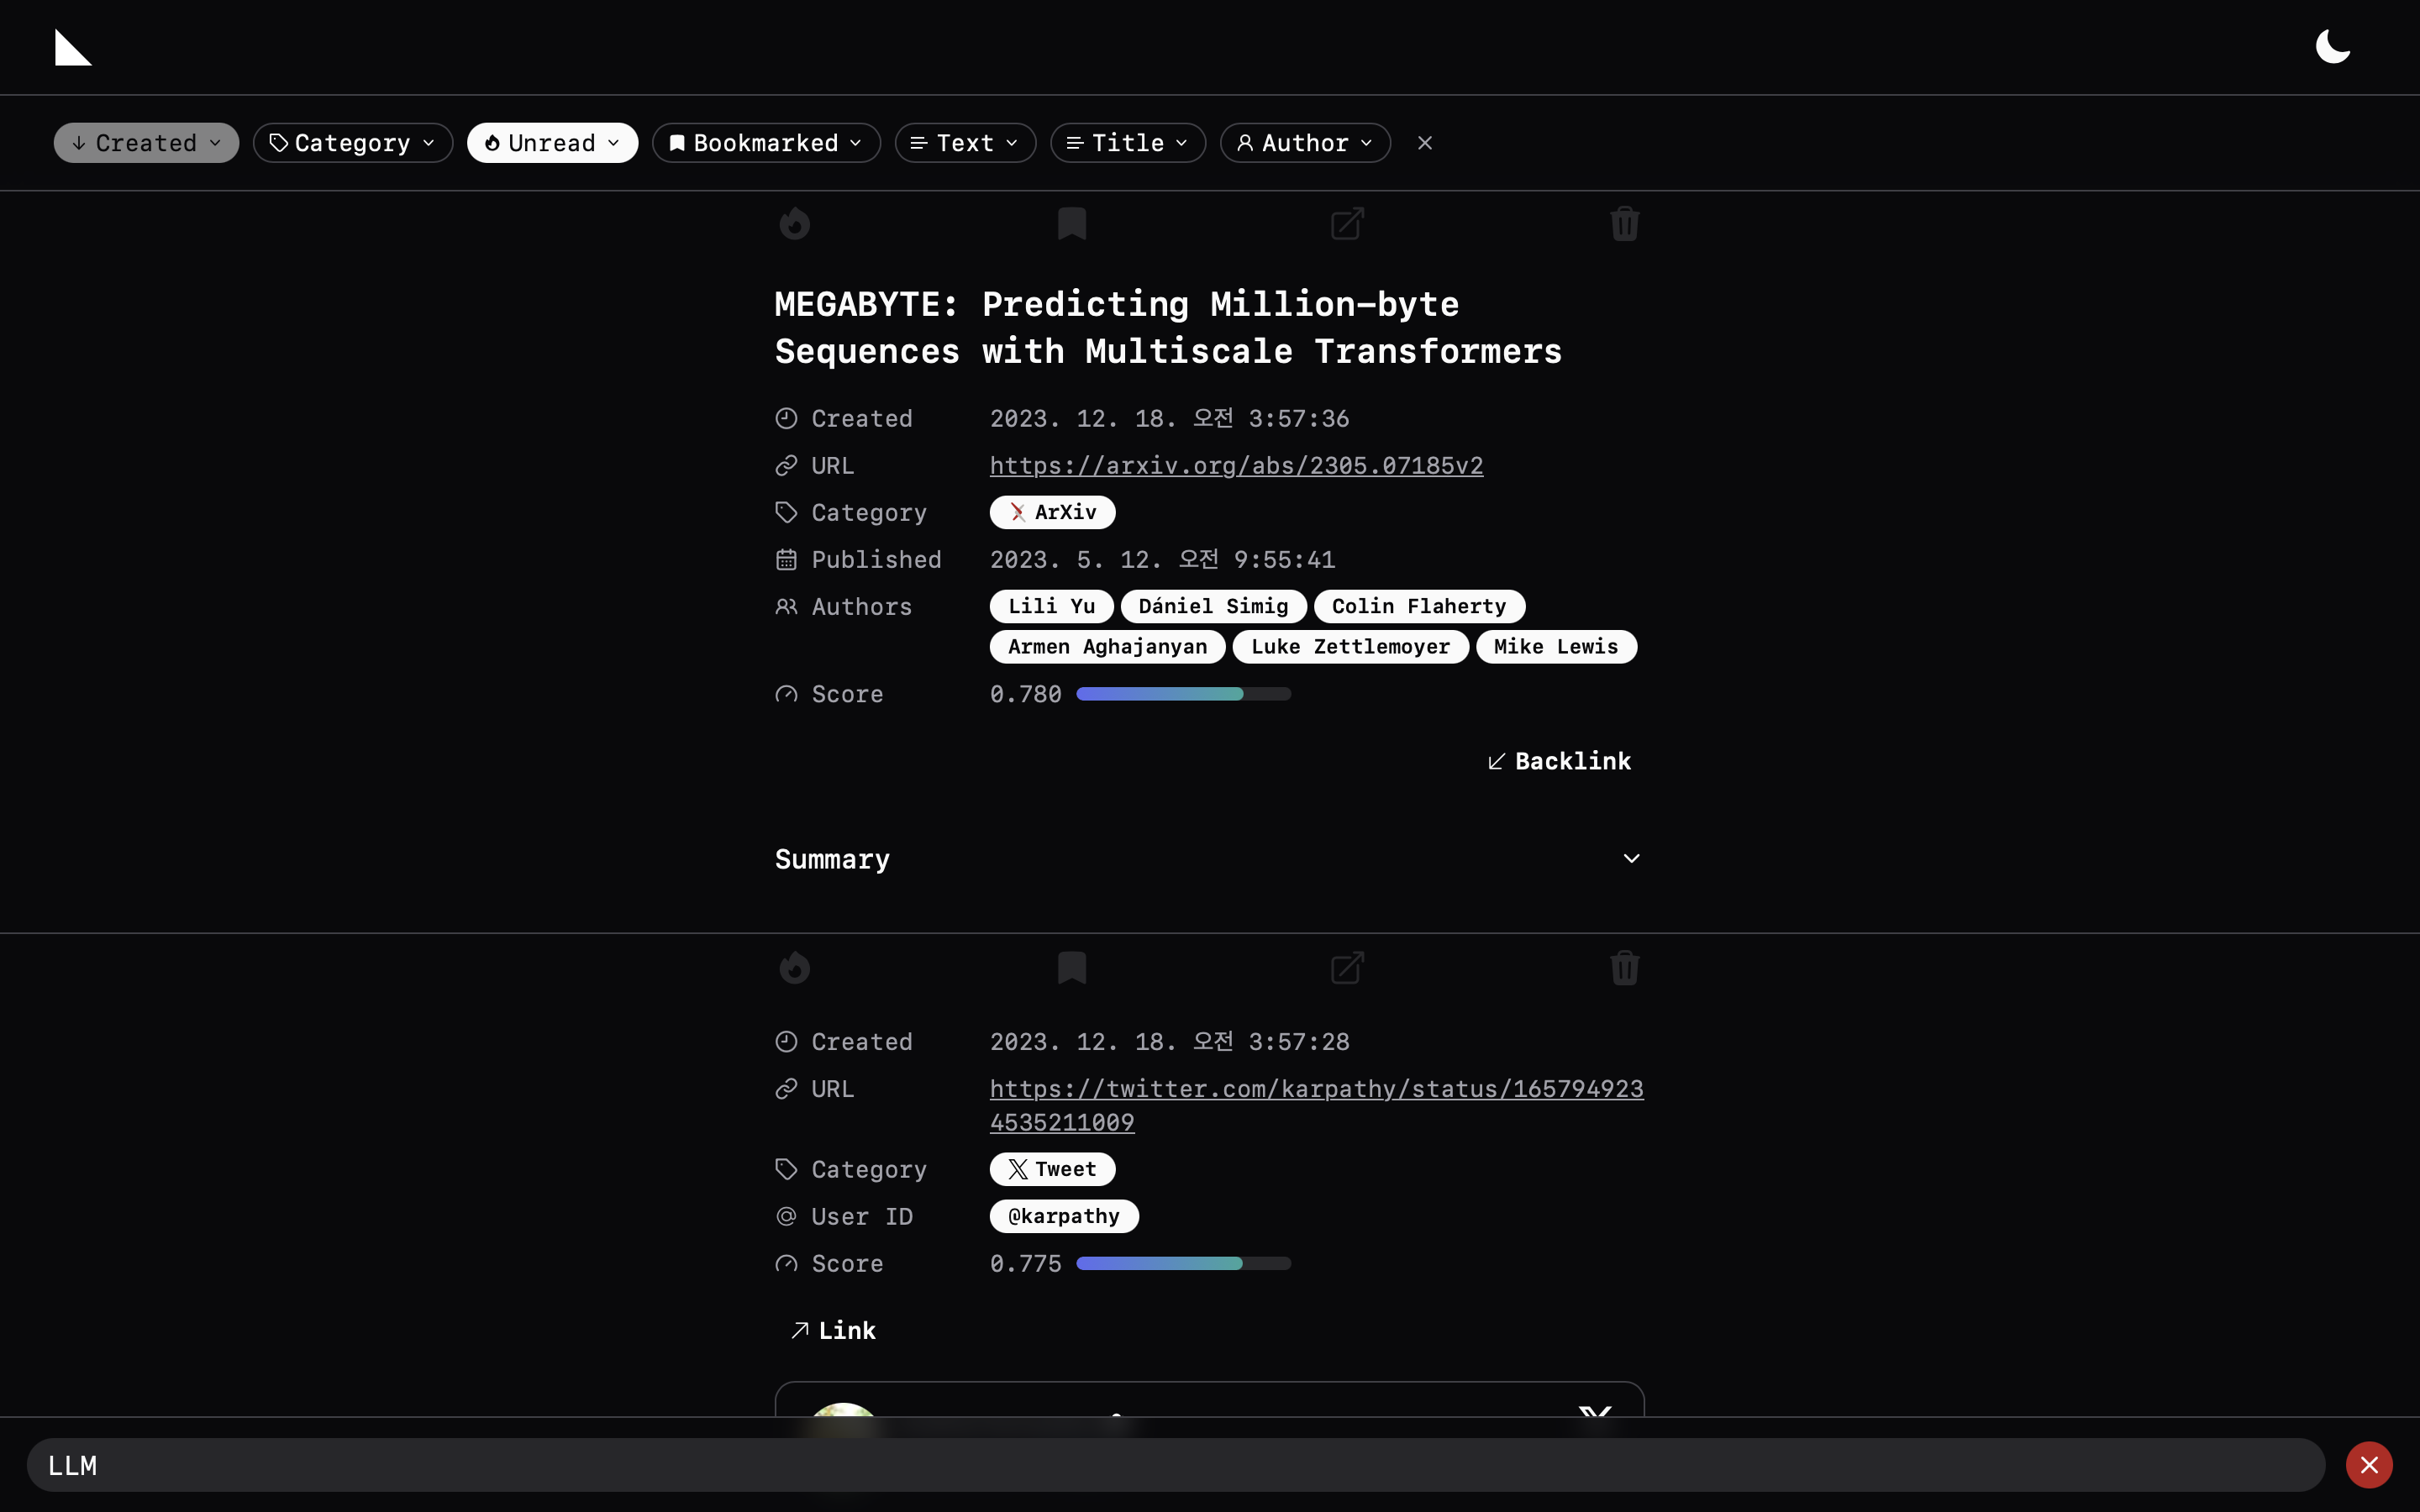 Created Category Unread Bookmarked Text Title Author
MEGABYTE: Predicting Million-byte
Sequences with Multiscale Transformers
Created 2023. 12. 18. 오전 3:57:36
URL https://arxiv.org/abs/2305.07185v2
Category ArXiv
Published 2023. 5. 12. 오전 9:55:41
Authors Lili Yu Dániel Simig Colin Flaherty
Armen Aghajanyan Luke Zettlemoyer Mike Lewis
Score 0.780
Backlink
Summary
Created 2023. 12. 18. 오전 3:57:28
URL https://twitter.com/karpathy/status/165794923
4535211009
Category Tweet
User ID @karpathy
Score 0.775
Link
LLM